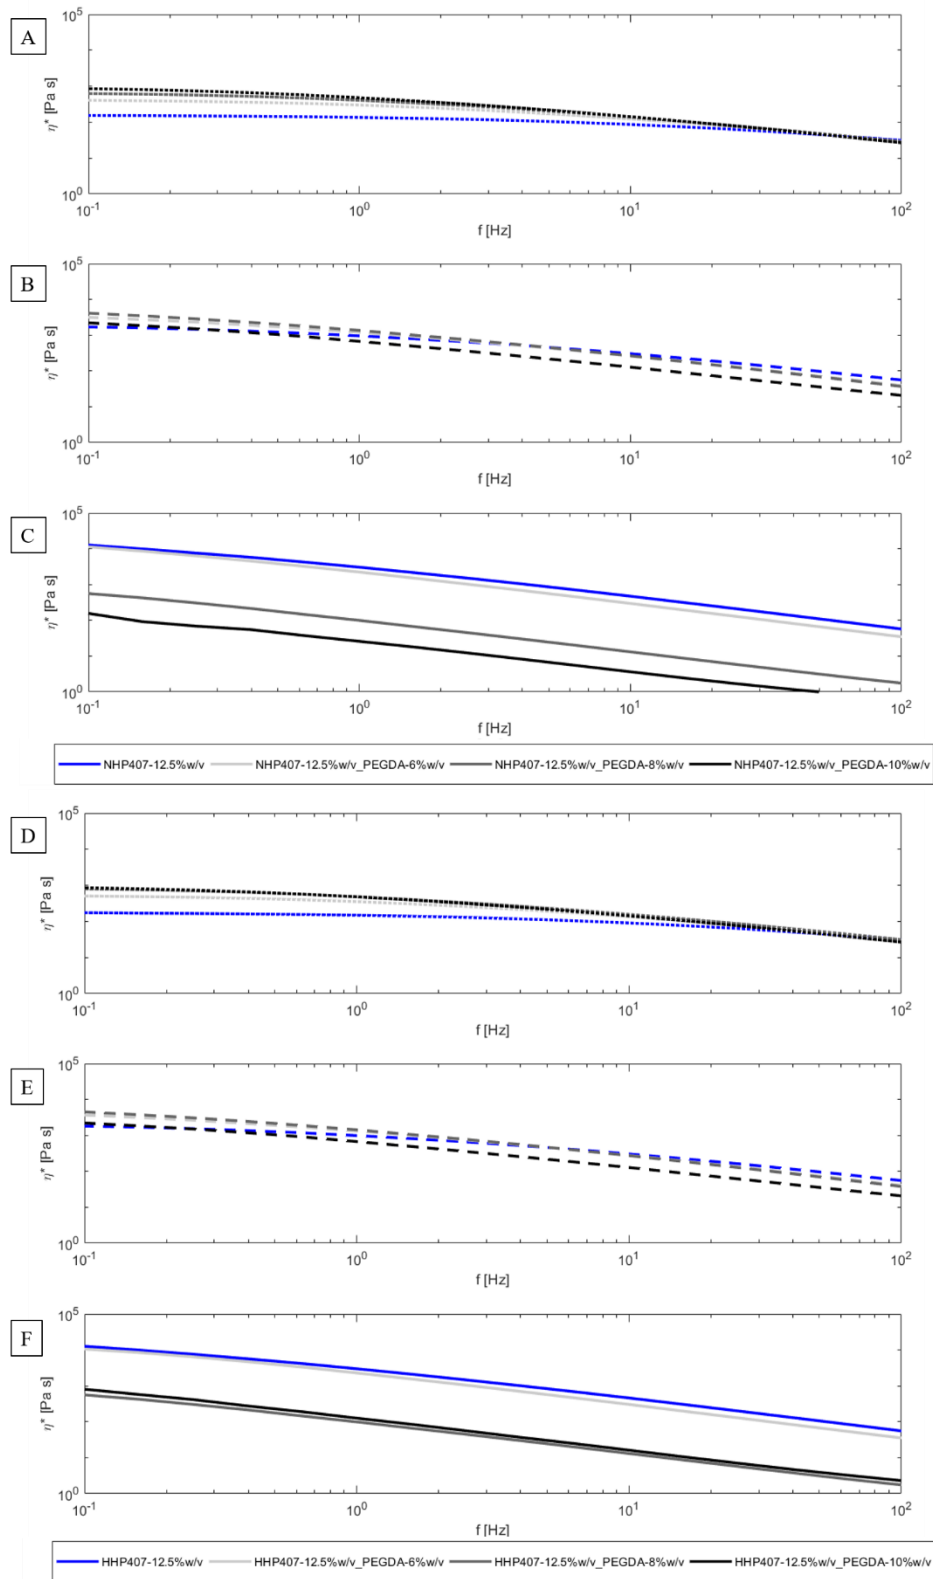 A
10^5
η* [Pa s]
10^0
10^-1 10^0 10^1 10^2
f [Hz]
B
10^5
η* [Pa s]
10^0
10^-1 10^0 10^1 10^2
f [Hz]
C
10^5
η* [Pa s]
10^0
10^-1 10^0 10^1 10^2
f [Hz]
NHP407-12.5%w/v NHP407-12.5%w/v_PEGDA-6%w/v NHP407-12.5%w/v_PEGDA-8%w/v NHP407-12.5%w/v_PEGDA-10%w/v
D
10^5
η* [Pa s]
10^0
10^-1 10^0 10^1 10^2
f [Hz]
E
10^5
η* [Pa s]
10^0
10^-1 10^0 10^1 10^2
f [Hz]
F
10^5
η* [Pa s]
10^0
10^-1 10^0 10^1 10^2
f [Hz]
HHP407-12.5%w/v HHP407-12.5%w/v_PEGDA-6%w/v HHP407-12.5%w/v_PEGDA-8%w/v HHP407-12.5%w/v_PEGDA-10%w/v